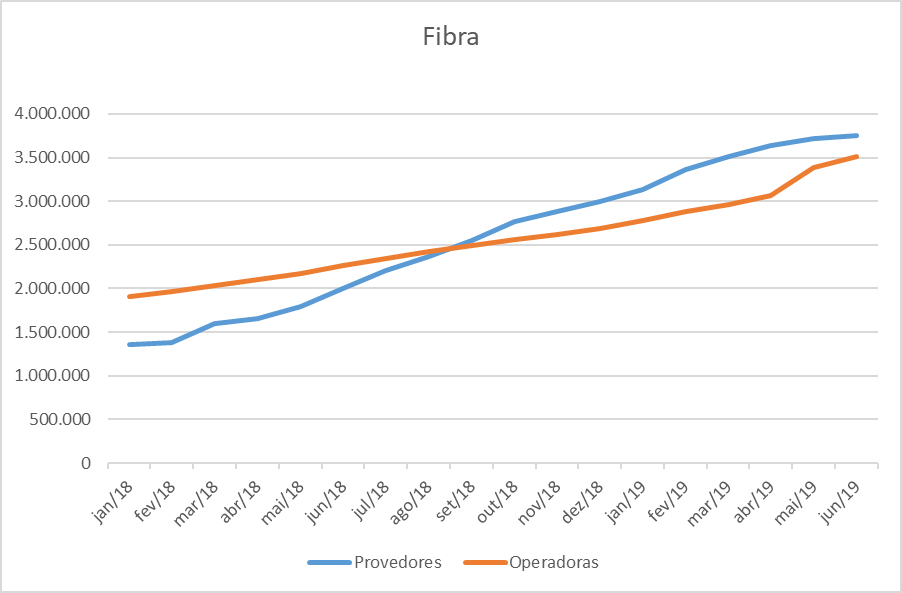 Fibra
4.000.000
3.500.000
3.000.000
2.500.000
2.000.000
1.500.000
1.000.000
500.000
0
jan/18
fev/18
mar/18
abr/18
mai/18
jun/18
jul/18
ago/18
set/18
out/18
nov/18
dez/18
jan/19
fev/19
mar/19
abr/19
mai/19
jun/19
Provedores
Operadoras